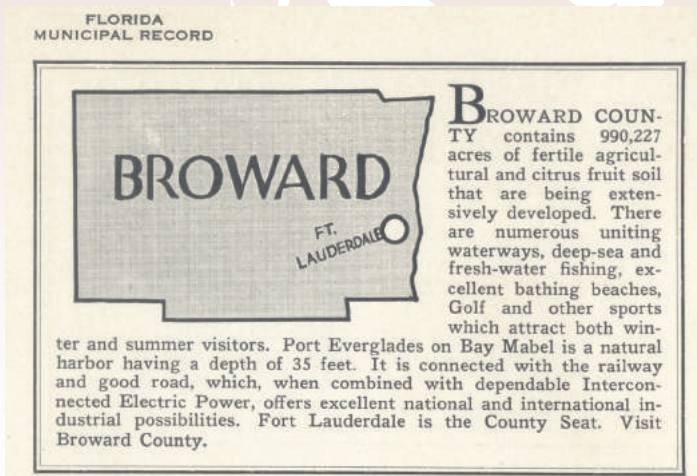 FLORIDA
MUNICIPAL RECORD
BROWARD
FT.
LAUDERDALE
BROWARD COUN-
TY contains 990,227
acres of fertile agricul-
tural and citrus fruit soil
that are being exten-
sively developed. There
are numerous uniting
waterways, deep-sea and
fresh-water fishing, ex-
cellent bathing beaches,
Golf and other sports
which attract both win-
ter and summer visitors. Port Everglades on Bay Mabel is a natural
harbor having a depth of 35 feet. It is connected with the railway
and good road, which, when combined with dependable Intercon-
nected Electric Power, offers excellent national and international in-
dustrial possibilities. Fort Lauderdale is the County Seat. Visit
Broward County.